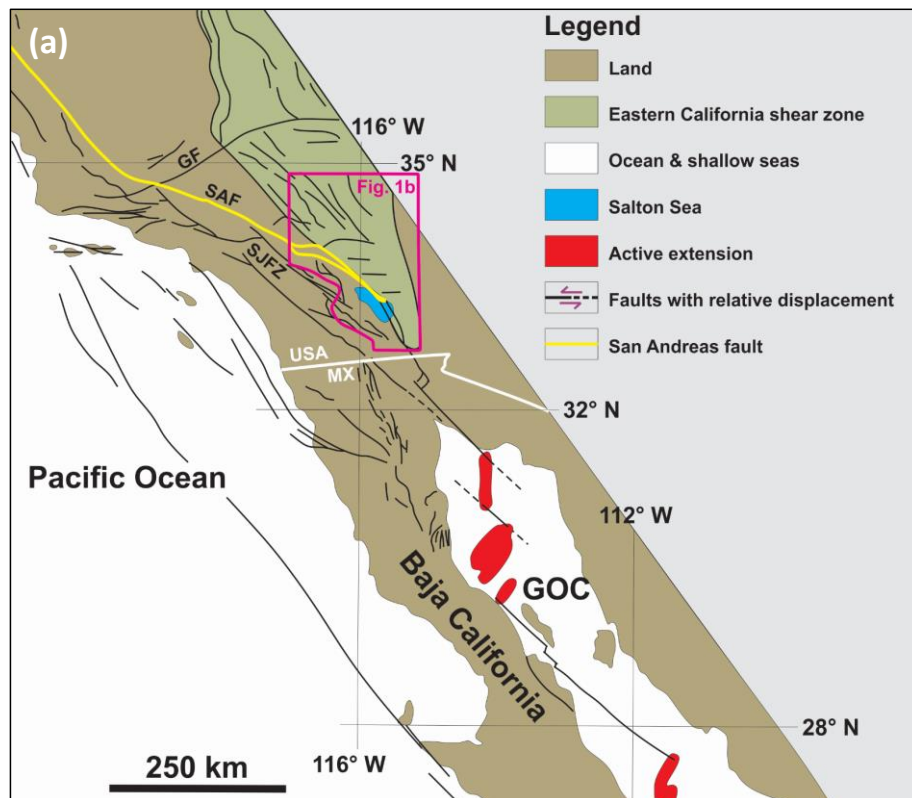 (a)
Legend
Land
Eastern California shear zone
Ocean & shallow seas
Salton Sea
Active extension
Faults with relative displacement
San Andreas fault
116° W
35° N
GF
Fig. 1b
SAF
SJFZ
USA
MX
32° N
Pacific Ocean
112° W
GOC
Baja California
28° N
116° W
250 km